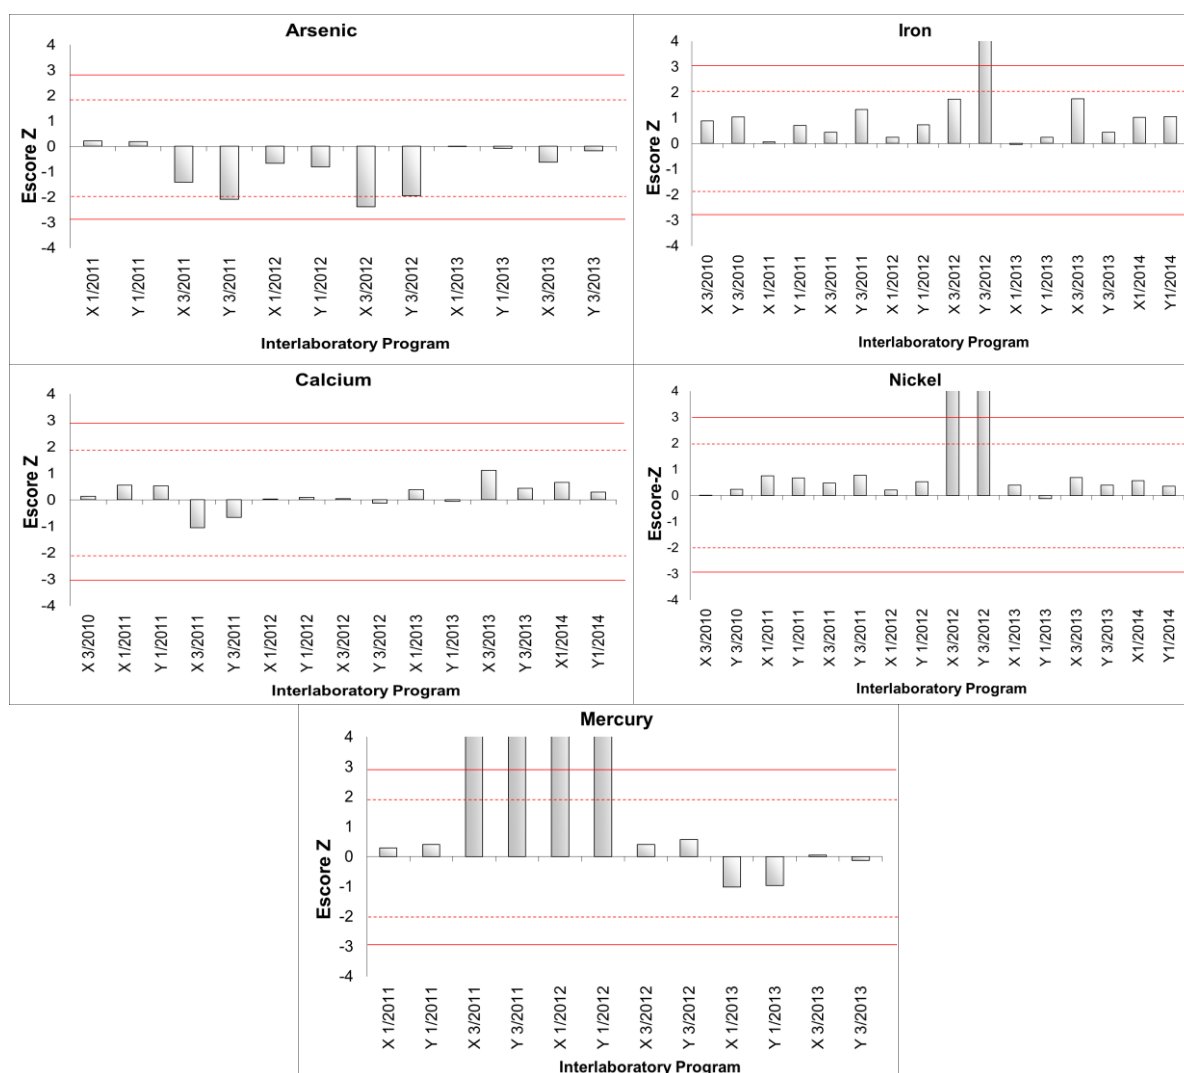 Arsenic
4
3
2
1
0
-1
-2
-3
-4
Escore Z
X 1/2011
Y 1/2011
X 3/2011
Y 3/2011
X 1/2012
Y 1/2012
X 3/2012
Y 3/2012
X 1/2013
Y 1/2013
X 3/2013
Y 3/2013
Interlaboratory Program
Iron
4
3
2
1
0
-1
-2
-3
-4
Escore Z
X 3/2010
Y 3/2010
X 1/2011
Y 1/2011
X 3/2011
Y 3/2011
X 1/2012
Y 1/2012
X 3/2012
Y 3/2012
X 1/2013
Y 1/2013
X 3/2013
Y 3/2013
X1/2014
Y1/2014
Interlaboratory Program
Calcium
4
3
2
1
0
-1
-2
-3
-4
Escore Z
X 3/2010
X 1/2011
Y 1/2011
X 3/2011
Y 3/2011
X 1/2012
Y 1/2012
X 3/2012
Y 3/2012
X 1/2013
Y 1/2013
X 3/2013
Y 3/2013
X1/2014
Y1/2014
Interlaboratory Program
Nickel
4
3
2
1
0
-1
-2
-3
-4
Escore-Z
X 3/2010
Y 3/2010
X 1/2011
Y 1/2011
X 3/2011
Y 3/2011
X 1/2012
Y 1/2012
X 3/2012
Y 3/2012
X 1/2013
Y 1/2013
X 3/2013
Y 3/2013
X1/2014
Y1/2014
Interlaboratory Program
Mercury
4
3
2
1
0
-1
-2
-3
-4
Escore Z
X 1/2011
Y 1/2011
X 3/2011
Y 3/2011
X 1/2012
Y 1/2012
X 3/2012
Y 3/2012
X 1/2013
Y 1/2013
X 3/2013
Y 3/2013
Interlaboratory Program